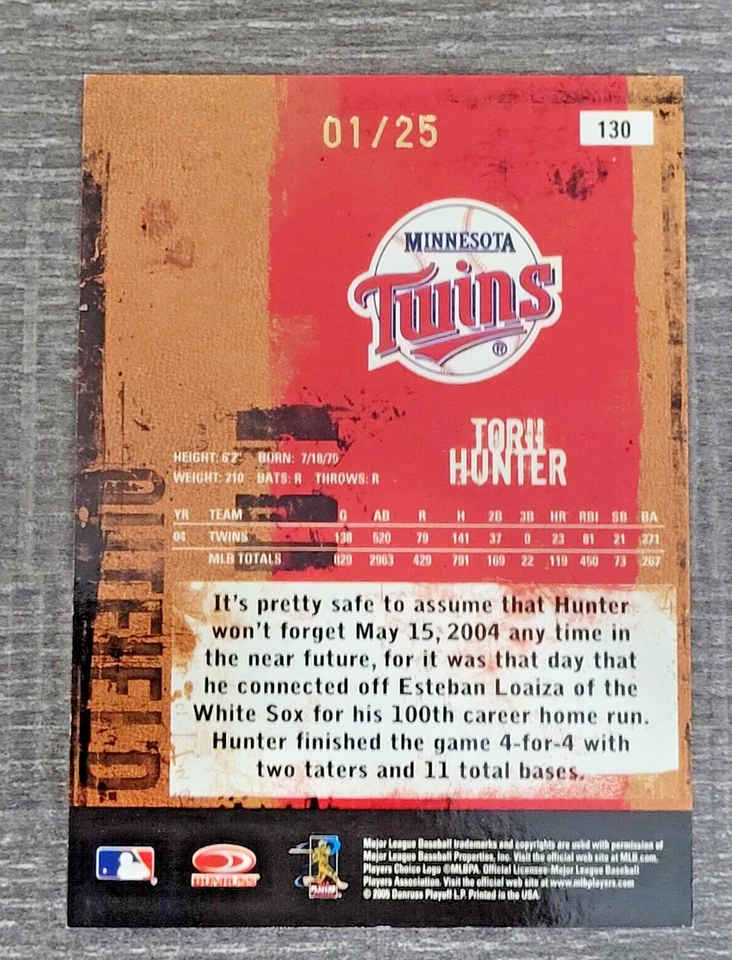 01/25
130
MINNESOTA
Twins
®
TORII
HUNTER
HEIGHT: 6'2" BORN: 7/18/75
WEIGHT: 210 BATS: R THROWS: R
OUTFIELD
YR TEAM G AB R H 2B 3B HR RBI SB BA
04 TWINS 138 520 79 141 37 0 23 81 21 .271
MLB TOTALS 820 2963 429 791 169 22 119 450 73 .267
It's pretty safe to assume that Hunter
won't forget May 15, 2004 any time in
the near future, for it was that day that
he connected off Esteban Loaiza of the
White Sox for his 100th career home run.
Hunter finished the game 4-for-4 with
two taters and 11 total bases.
DONRUSS
Major League Baseball trademarks and copyrights are used with permission of
Major League Baseball Properties, Inc. Visit the official web site at MLB.com.
Players Choice Logo ©MLBPA. Official Licensee-Major League Baseball
Players Association. Visit the official web site at www.mlbplayers.com
© 2005 Donruss Playoff L.P. Printed in the USA.